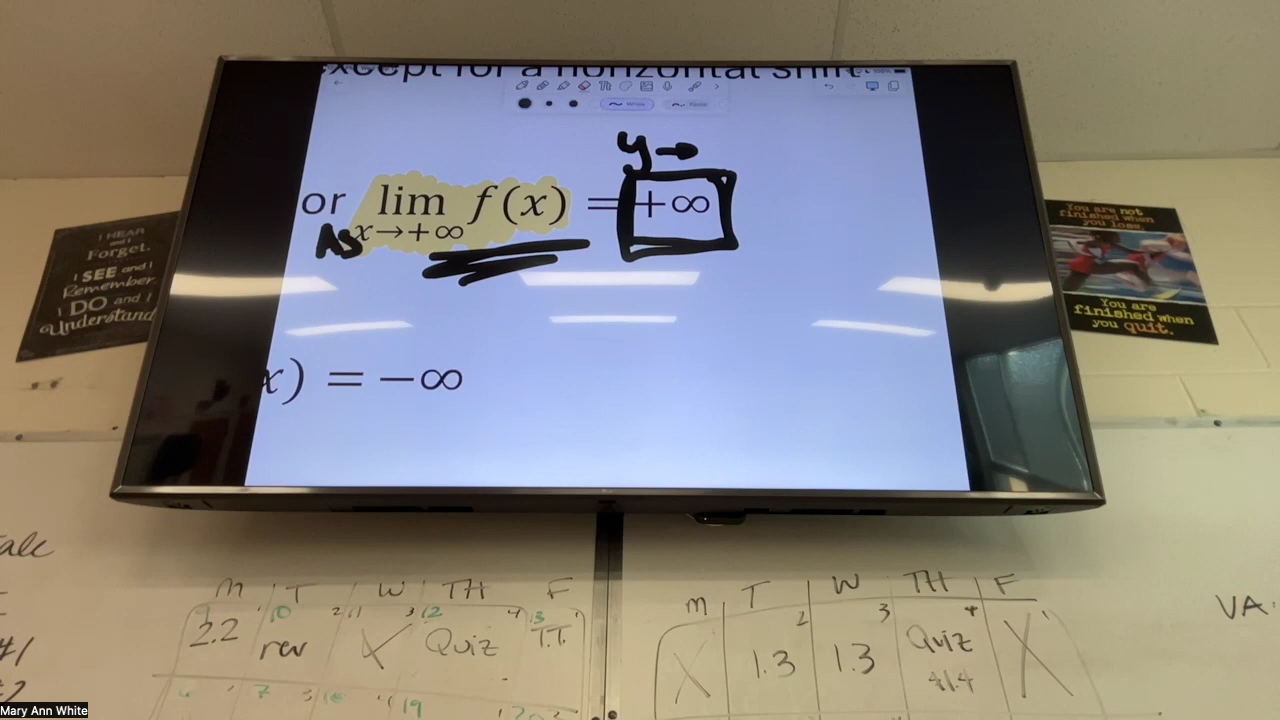 except for a horizontal shift
y →
or lim f(x) = +∞
As x→+∞
x) = −∞
I HEAR
and I
Forget.
I SEE and I
Remember.
I DO and I
Understand
You are not
finished when
you lose.
You are
finished when
you quit.
M T W TH F
2.2 rev X Quiz T.T.
M T W TH F
X 1.3 1.3 Quiz X
VA:
#1
Mary Ann White